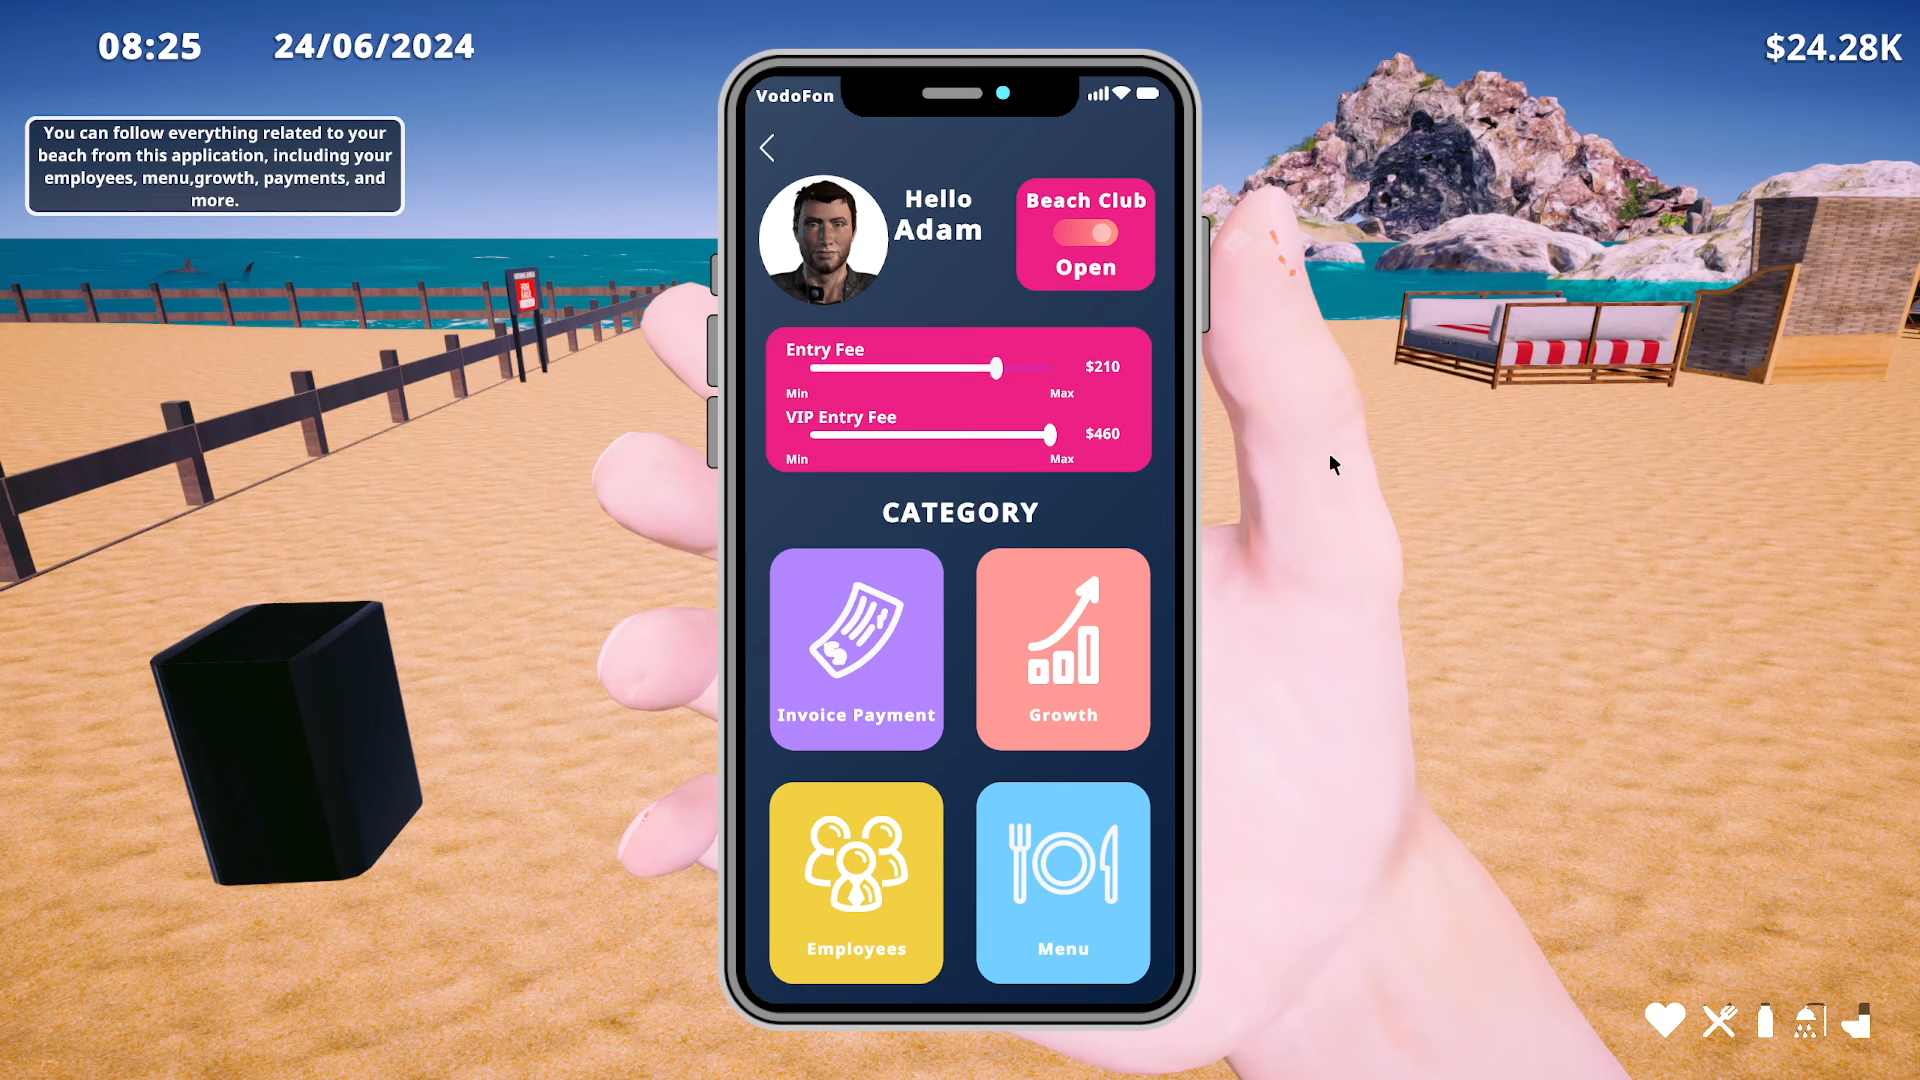 08:25
24/06/2024
$24.28K
You can follow everything related to your
beach from this application, including your
employees, menu,growth, payments, and
more.
VodoFon
Hello
Adam
Beach Club
Open
Entry Fee
$210
Min
Max
VIP Entry Fee
$460
Min
Max
CATEGORY
Invoice Payment
Growth
Employees
Menu